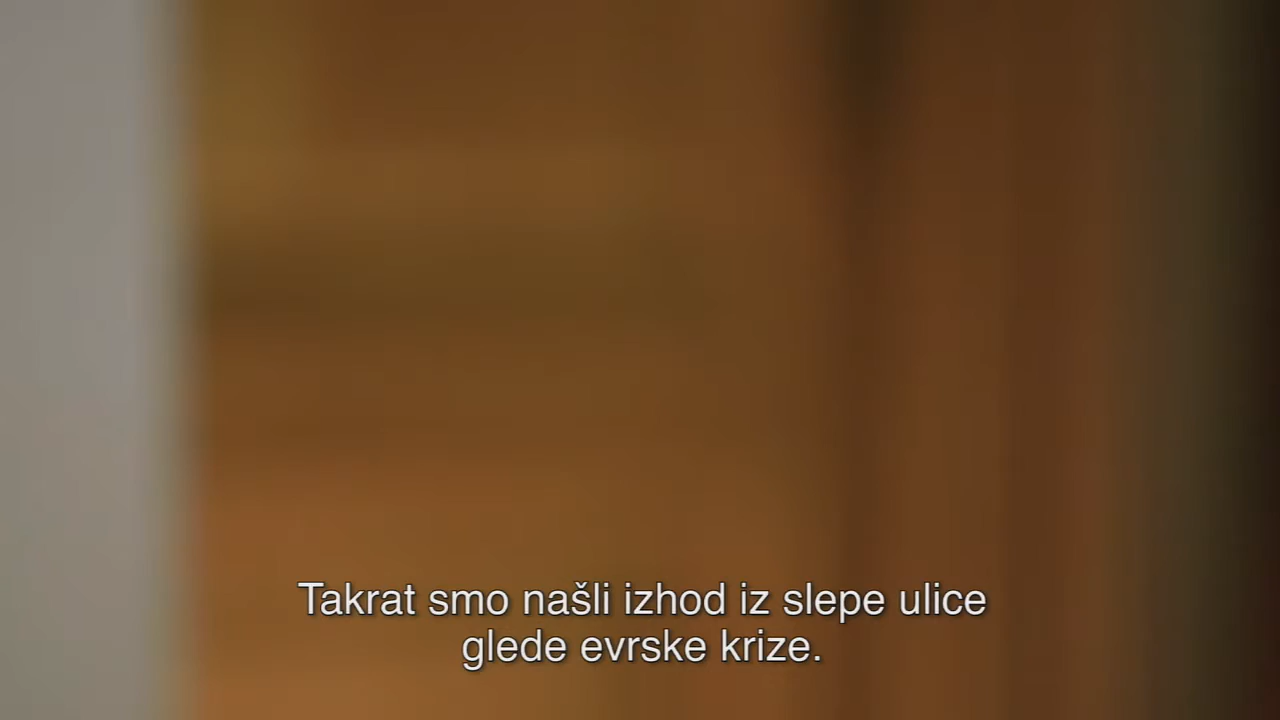 Takrat smo našli izhod iz slepe ulice
glede evrske krize.